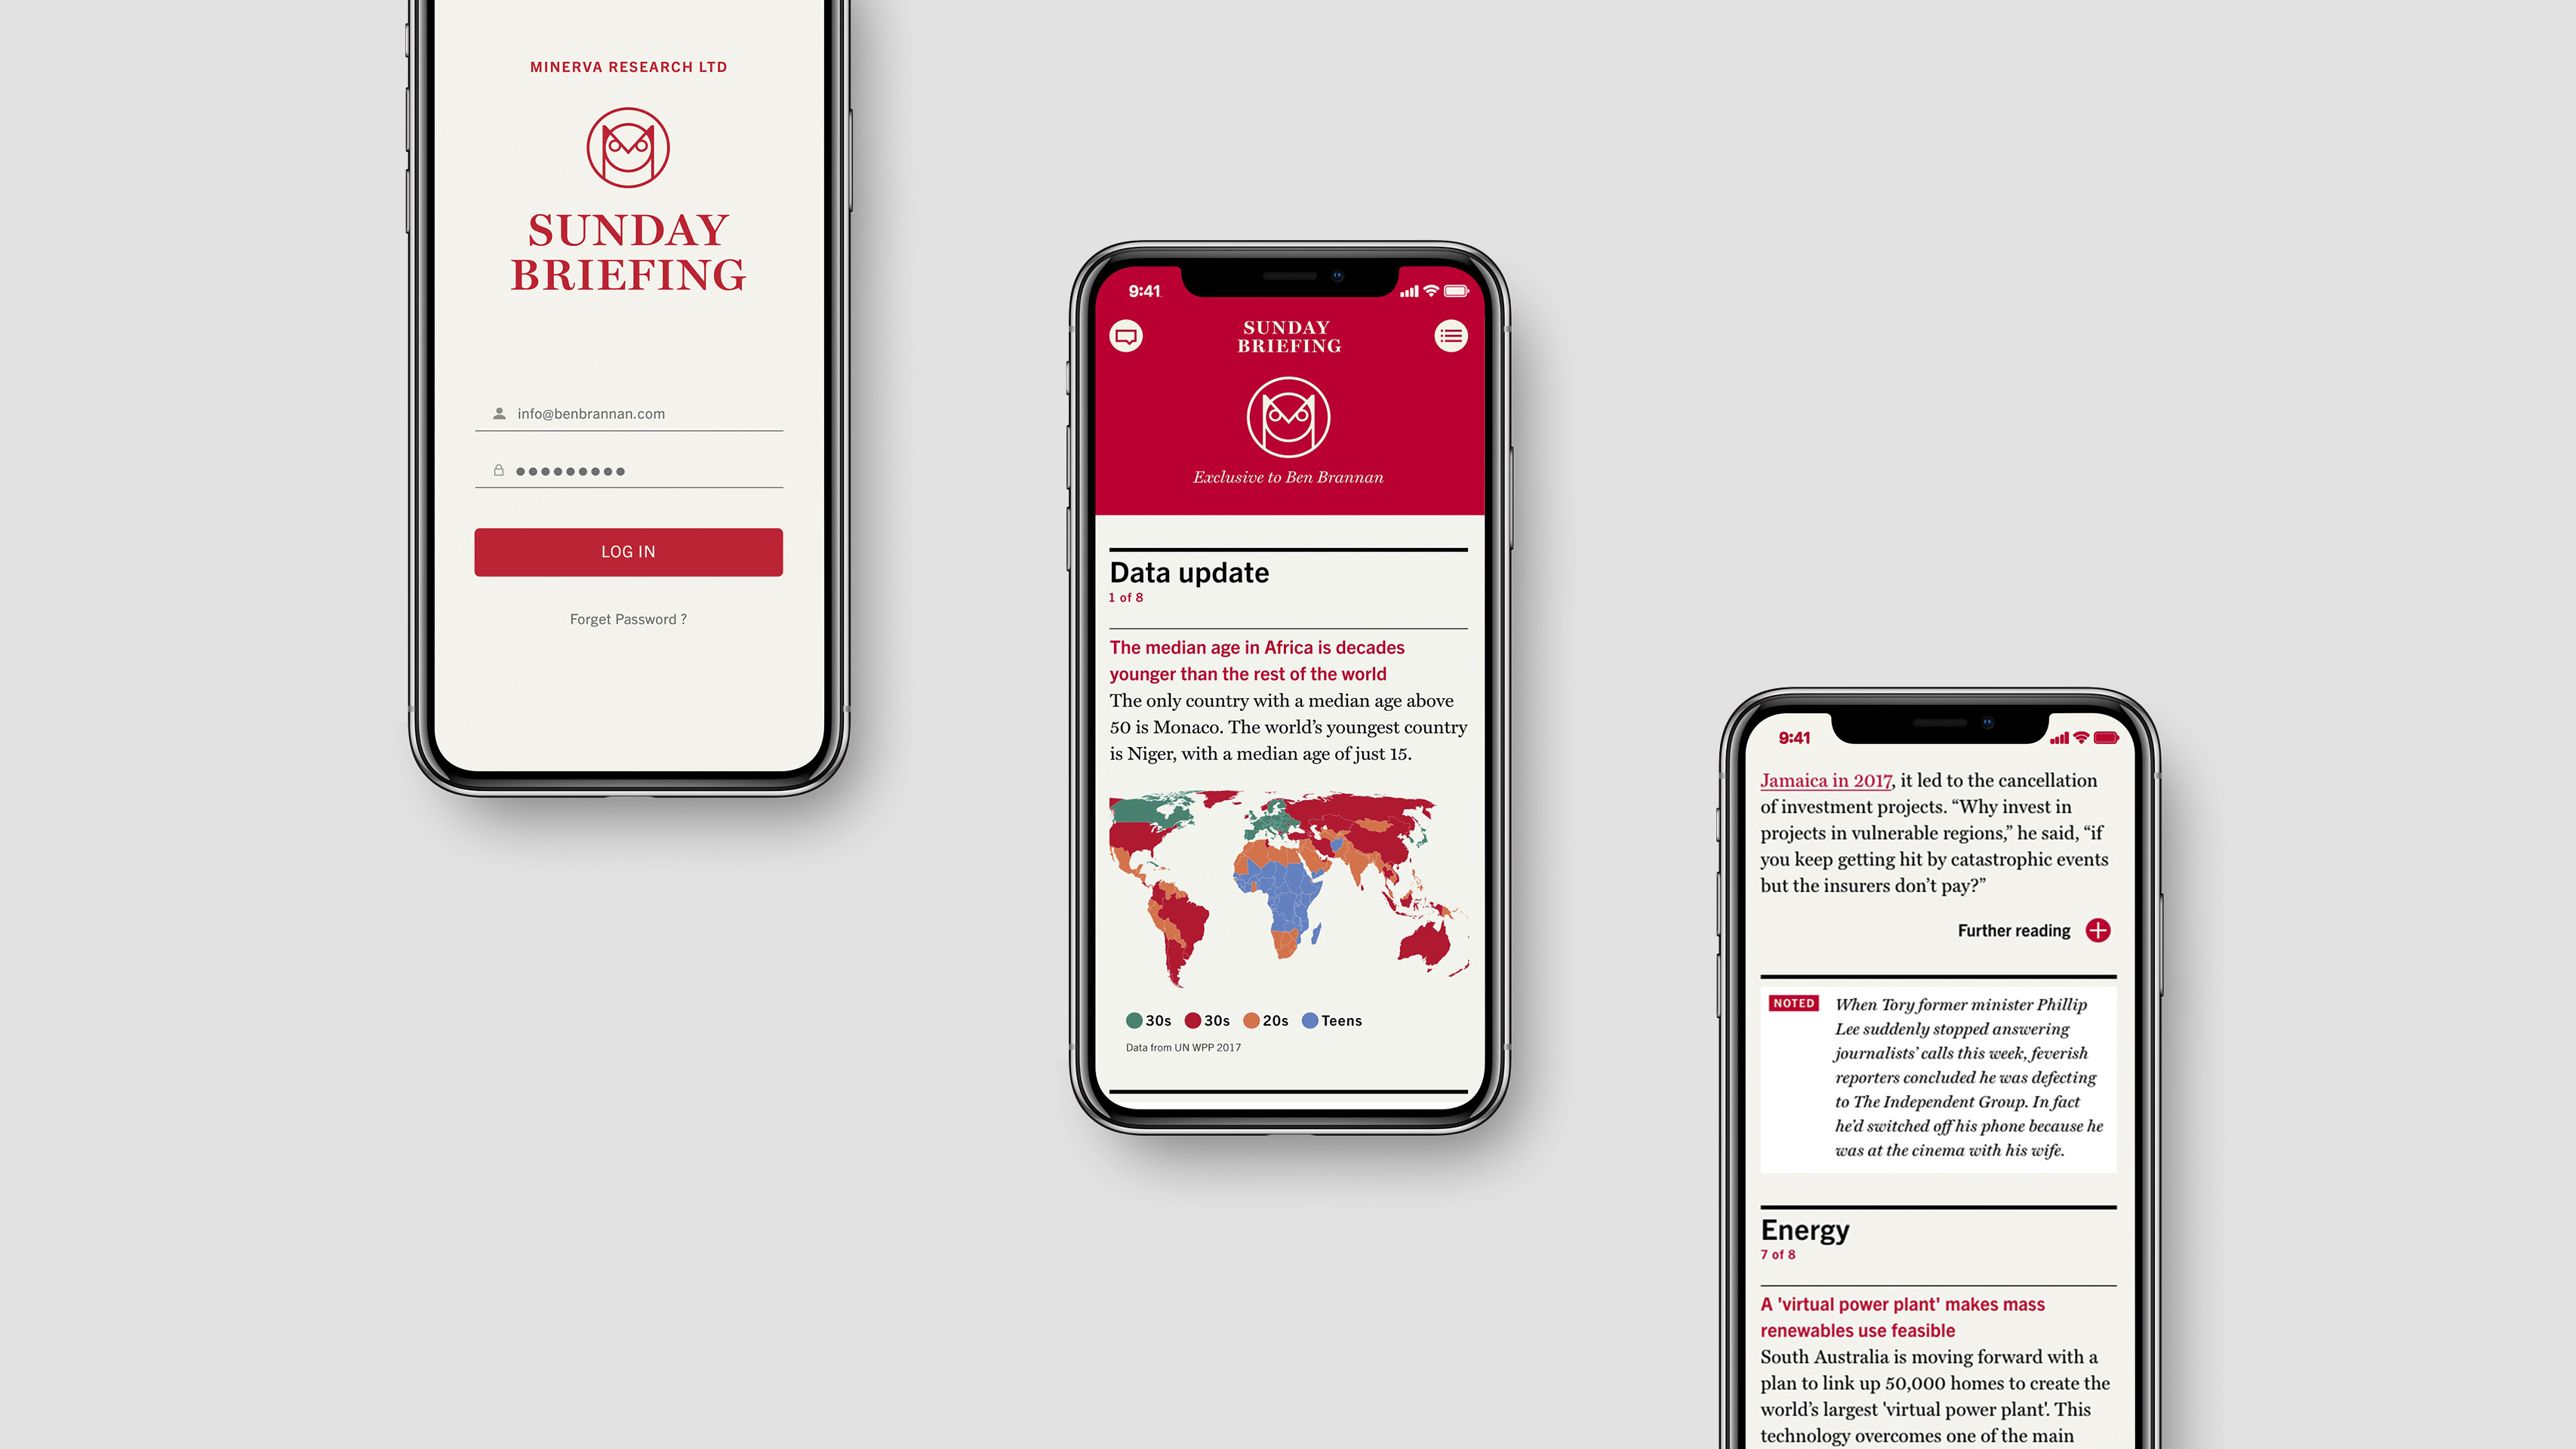 MINERVA RESEARCH LTD
SUNDAY
BRIEFING
info@benbrannan.com
LOG IN
Forget Password ?
9:41
SUNDAY
BRIEFING
Exclusive to Ben Brannan
Data update
1 of 8
The median age in Africa is decades
younger than the rest of the world
The only country with a median age above
50 is Monaco. The world’s youngest country
is Niger, with a median age of just 15.
30s 30s 20s Teens
Data from UN WPP 2017
9:41
Jamaica in 2017, it led to the cancellation
of investment projects. “Why invest in
projects in vulnerable regions,” he said, “if
you keep getting hit by catastrophic events
but the insurers don’t pay?”
Further reading
NOTED
When Tory former minister Phillip
Lee suddenly stopped answering
journalists’ calls this week, feverish
reporters concluded he was defecting
to The Independent Group. In fact
he’d switched off his phone because he
was at the cinema with his wife.
Energy
7 of 8
A 'virtual power plant' makes mass
renewables use feasible
South Australia is moving forward with a
plan to link up 50,000 homes to create the
world’s largest 'virtual power plant'. This
technology overcomes one of the main